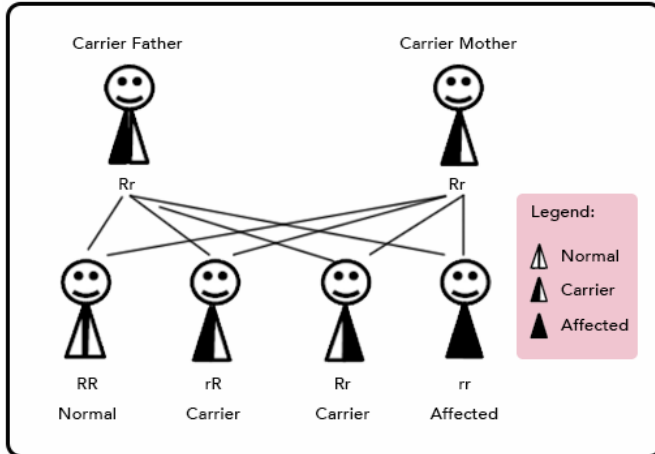 Carrier Father
Carrier Mother
Rr
Rr
Legend:
Normal
Carrier
Affected
RR
rR
Rr
rr
Normal
Carrier
Carrier
Affected